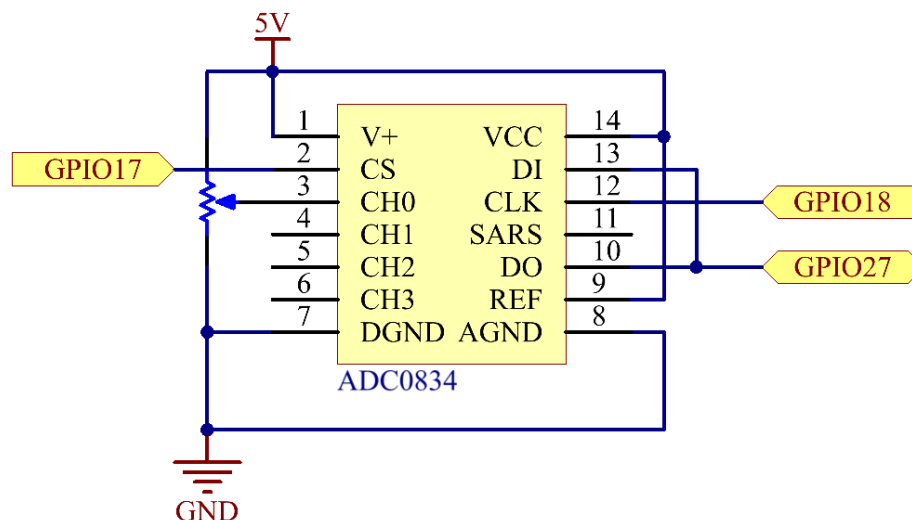 5V
1 V+ VCC 14
GPIO17 2 CS DI 13
3 CH0 CLK 12 GPIO18
4 CH1 SARS 11
5 CH2 DO 10 GPIO27
6 CH3 REF 9
7 DGND AGND 8
ADC0834
GND